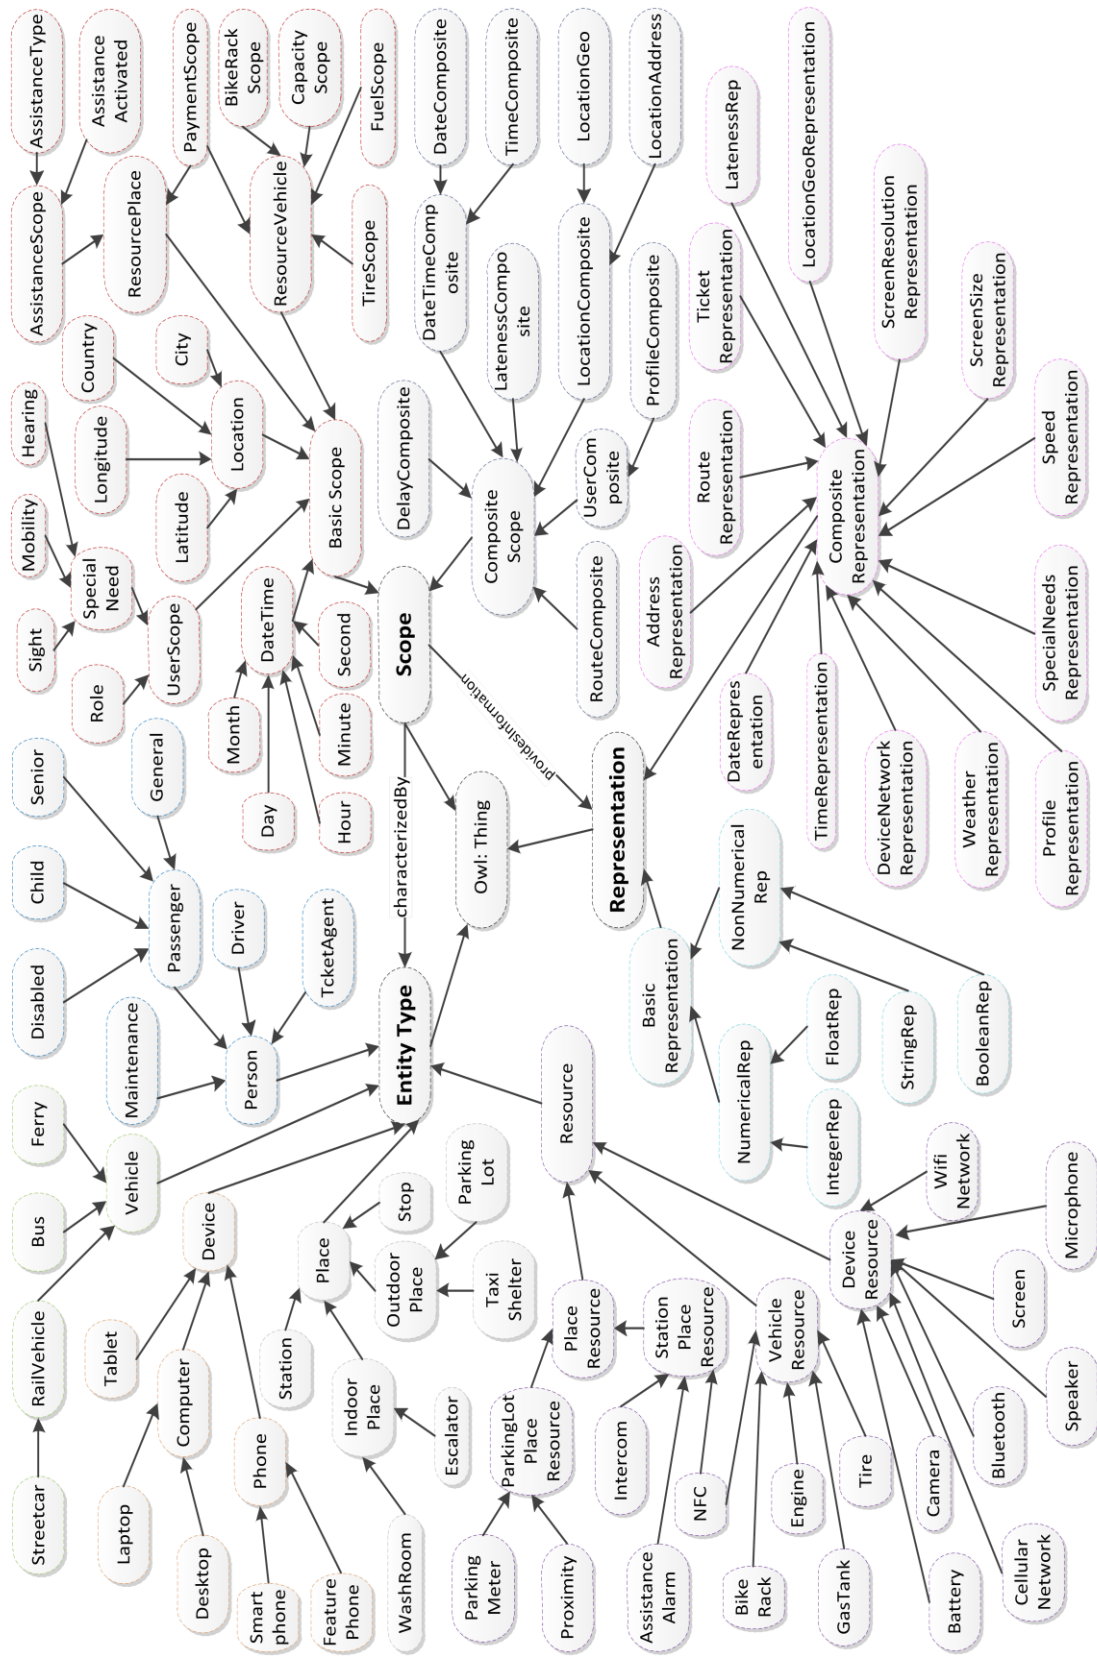 Streetcar
RailVehicle
Bus
Ferry
Disabled
Child
Senior
Sight
Mobility
Hearing
AssistanceScope
AssistanceType
Laptop
Tablet
Vehicle
Maintenance
Passenger
General
Role
Special
Need
Longitude
Country
ResourcePlace
Assistance
Activated
Desktop
Computer
Device
Person
Driver
UserScope
Latitude
City
PaymentScope
Smart
phone
Phone
Station
Place
TcketAgent
Day
Month
DateTime
Location
ResourceVehicle
BikeRack
Scope
Feature
Phone
Indoor
Place
Outdoor
Place
Stop
Hour
Minute
Second
Basic Scope
TireScope
Capacity
Scope
WashRoom
Escalator
Taxi
Shelter
Parking
Lot
Entity Type
characterizedBy
Scope
DelayComposite
DateTimeComp
osite
FuelScope
DateComposite
Parking
Meter
ParkingLot
Place
Resource
Owl: Thing
providesInformation
Composite
Scope
LatenessCompo
site
TimeComposite
Proximity
Place
Resource
Resource
Representation
RouteComposite
UserCom
posite
LocationComposite
LocationGeo
Assistance
Alarm
Intercom
Station
Place
Resource
Basic
Representation
Address
Representation
ProfileComposite
LocationAddress
NFC
Bike
Rack
Engine
Vehicle
Resource
NumericalRep
NonNumerical
Rep
DateRepres
entation
Route
Representation
Ticket
Representation
LatenessRep
GasTank
Tire
Device
Resource
IntegerRep
FloatRep
TimeRepresentation
Composite
Representation
LocationGeoRepresentation
Battery
Camera
Wifi
Network
StringRep
DeviceNetwork
Representation
ScreenResolution
Representation
Cellular
Network
Bluetooth
Screen
BooleanRep
Weather
Representation
ScreenSize
Representation
Speaker
Microphone
Profile
Representation
SpecialNeeds
Representation
Speed
Representation